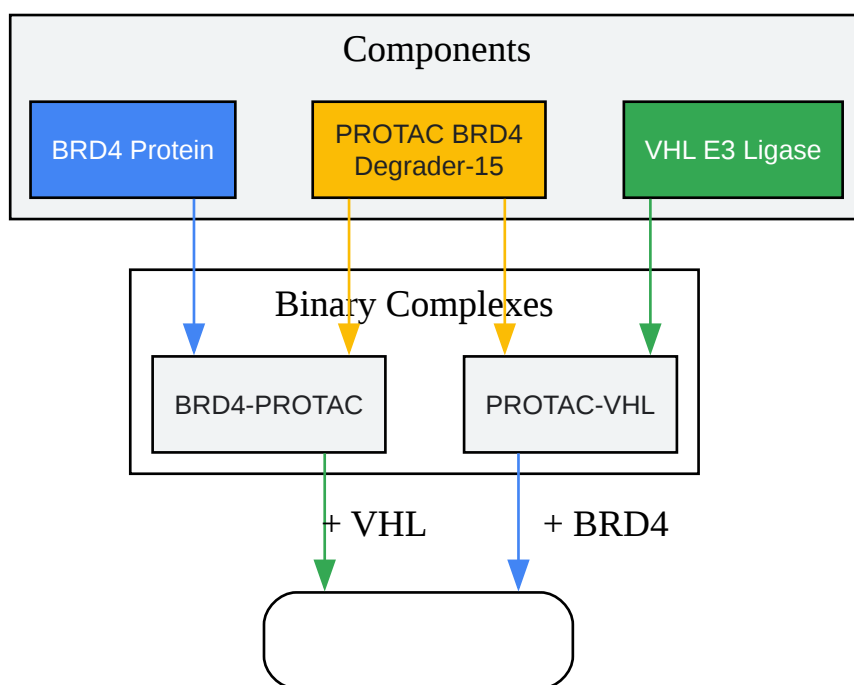 Components
BRD4 Protein
PROTAC BRD4
Degrader-15
VHL E3 Ligase
Binary Complexes
BRD4-PROTAC
PROTAC-VHL
+ VHL
+ BRD4